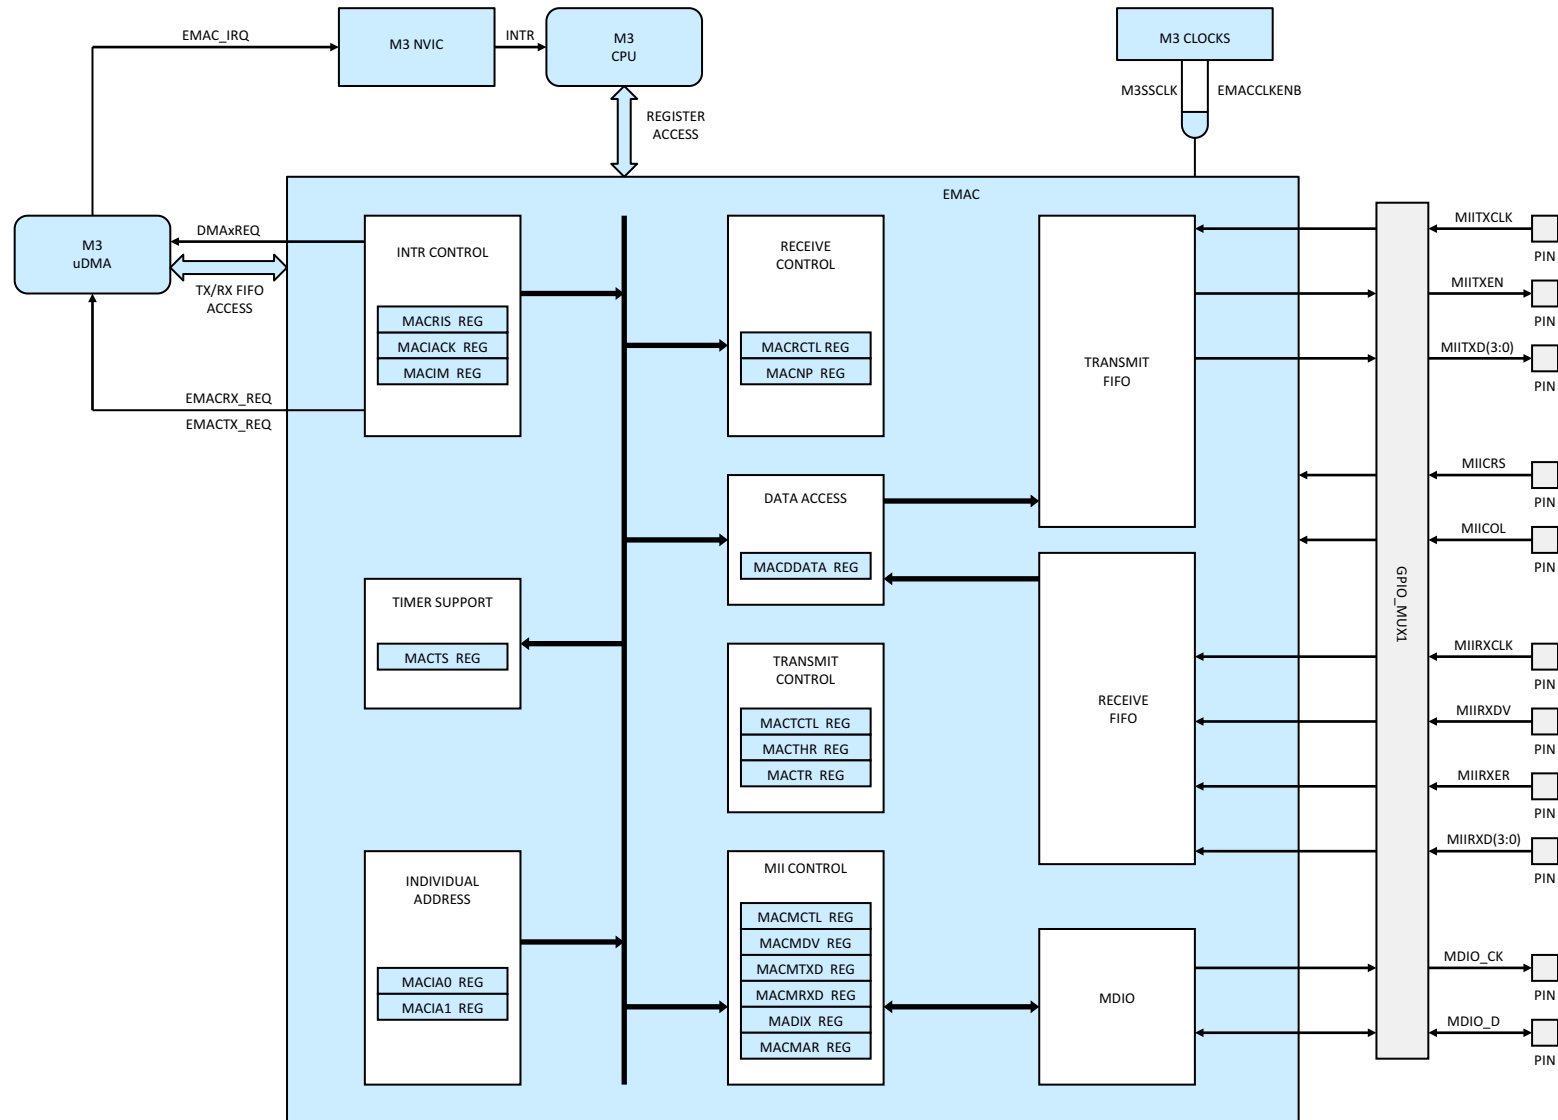 EMAC_IRQ
M3 NVIC
INTR
M3
CPU
M3 CLOCKS
M3SSCLK
EMACCLKENB
REGISTER
ACCESS
EMAC
M3
uDMA
DMAxREQ
TX/RX FIFO
ACCESS
EMACRX_REQ
EMACTX_REQ
INTR CONTROL
MACRIS REG
MACIACK REG
MACIM REG
RECEIVE
CONTROL
MACRCTL REG
MACNP REG
TRANSMIT
FIFO
DATA ACCESS
MACDDATA REG
TIMER SUPPORT
MACTS REG
TRANSMIT
CONTROL
MACTCTL REG
MACTHR REG
MACTR REG
RECEIVE
FIFO
INDIVIDUAL
ADDRESS
MACIA0 REG
MACIA1 REG
MII CONTROL
MACMCTL REG
MACMDV REG
MACMTXD REG
MACMRXD REG
MADIX REG
MACMAR REG
MDIO
GPIO_MUX1
MIITXCLK
PIN
MIITXEN
PIN
MIITXD(3:0)
PIN
MIICRS
PIN
MIICOL
PIN
MIIRXCLK
PIN
MIIRXDV
PIN
MIIRXER
PIN
MIIRXD(3:0)
PIN
MDIO_CK
PIN
MDIO_D
PIN